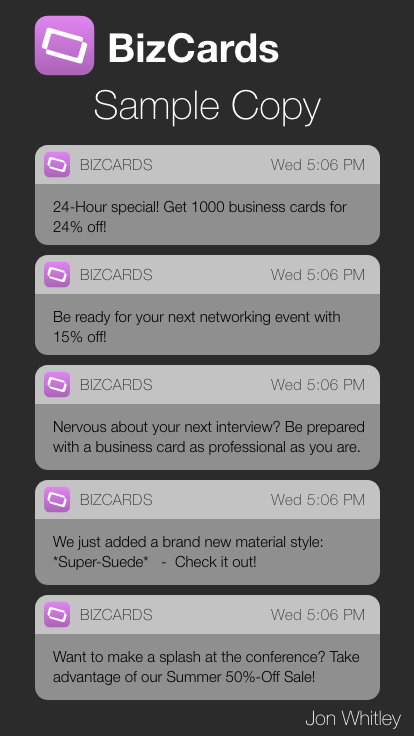 BizCards
Sample Copy
BIZCARDS Wed 5:06 PM
24-Hour special! Get 1000 business cards for
24% off!
BIZCARDS Wed 5:06 PM
Be ready for your next networking event with
15% off!
BIZCARDS Wed 5:06 PM
Nervous about your next interview? Be prepared
with a business card as professional as you are.
BIZCARDS Wed 5:06 PM
We just added a brand new material style:
*Super-Suede* - Check it out!
BIZCARDS Wed 5:06 PM
Want to make a splash at the conference? Take
advantage of our Summer 50%-Off Sale!
Jon Whitley